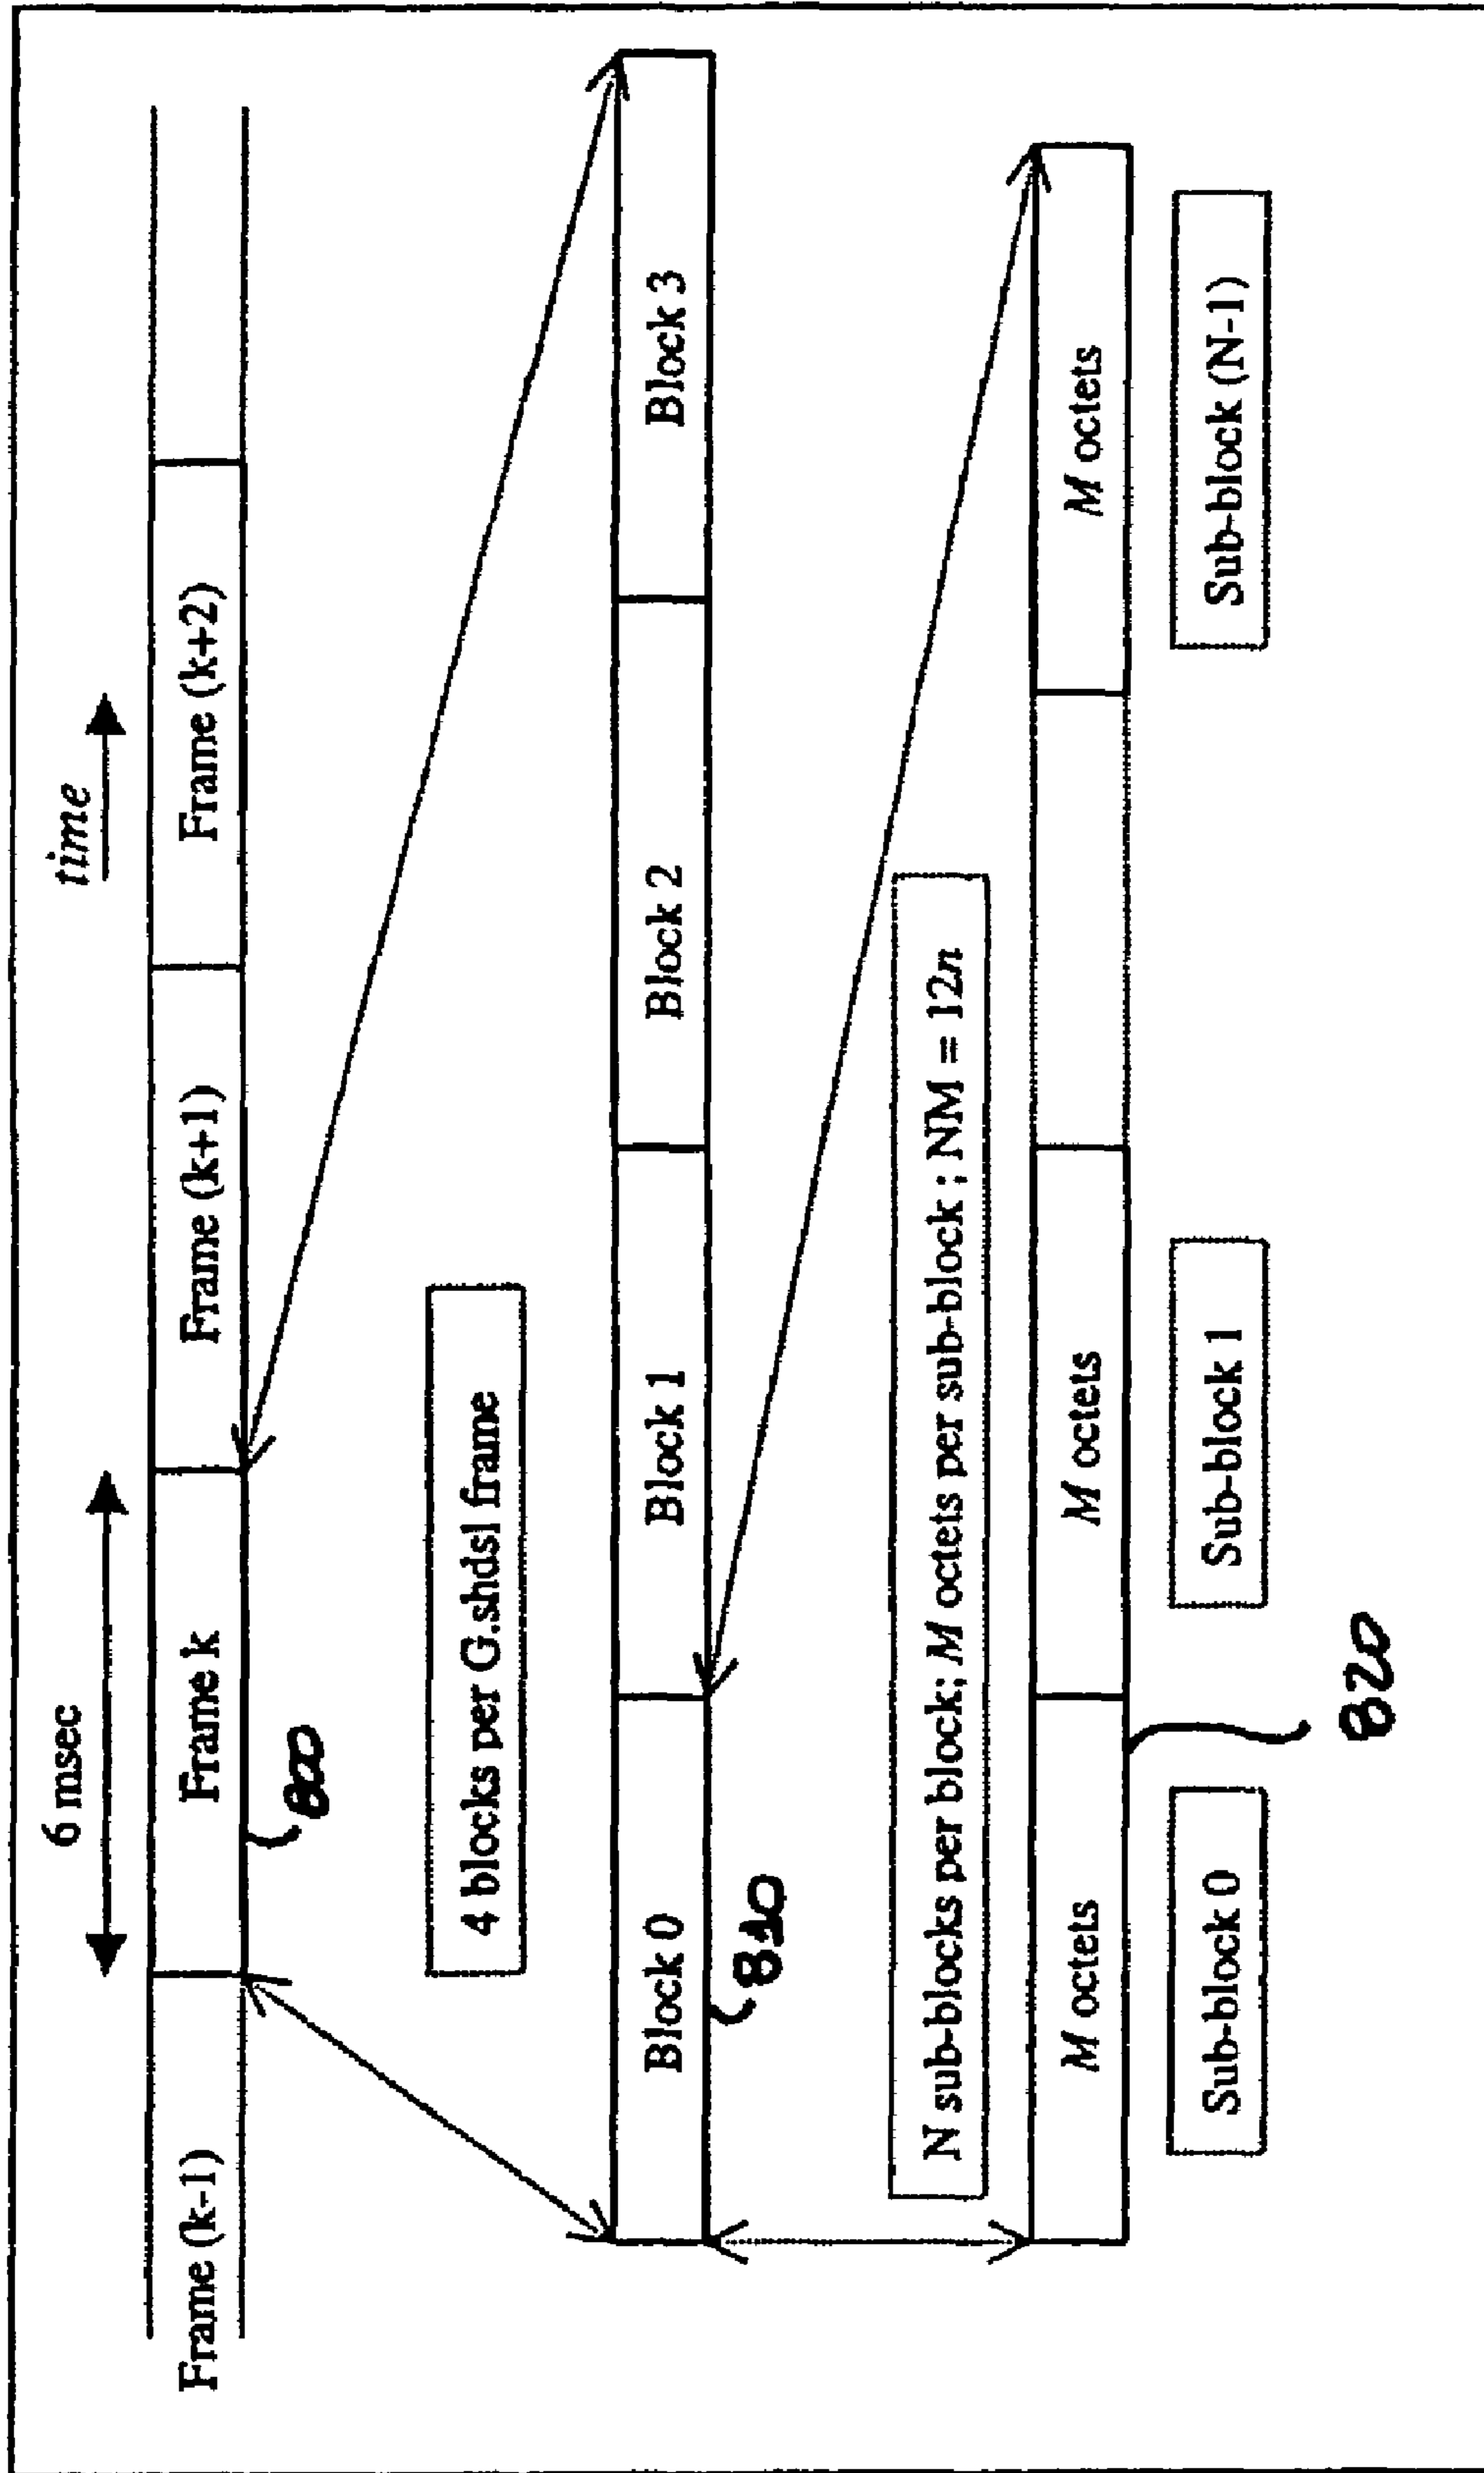 6 msec
time
Frame (k-1)
Frame k
Frame (k+1)
Frame (k+2)
800
4 blocks per G.shdsl frame
Block 0
Block 1
Block 2
Block 3
810
N sub-blocks per block; M octets per sub-block ; NM = 12n
M octets
M octets
M octets
Sub-block 0
Sub-block 1
Sub-block (N-1)
820